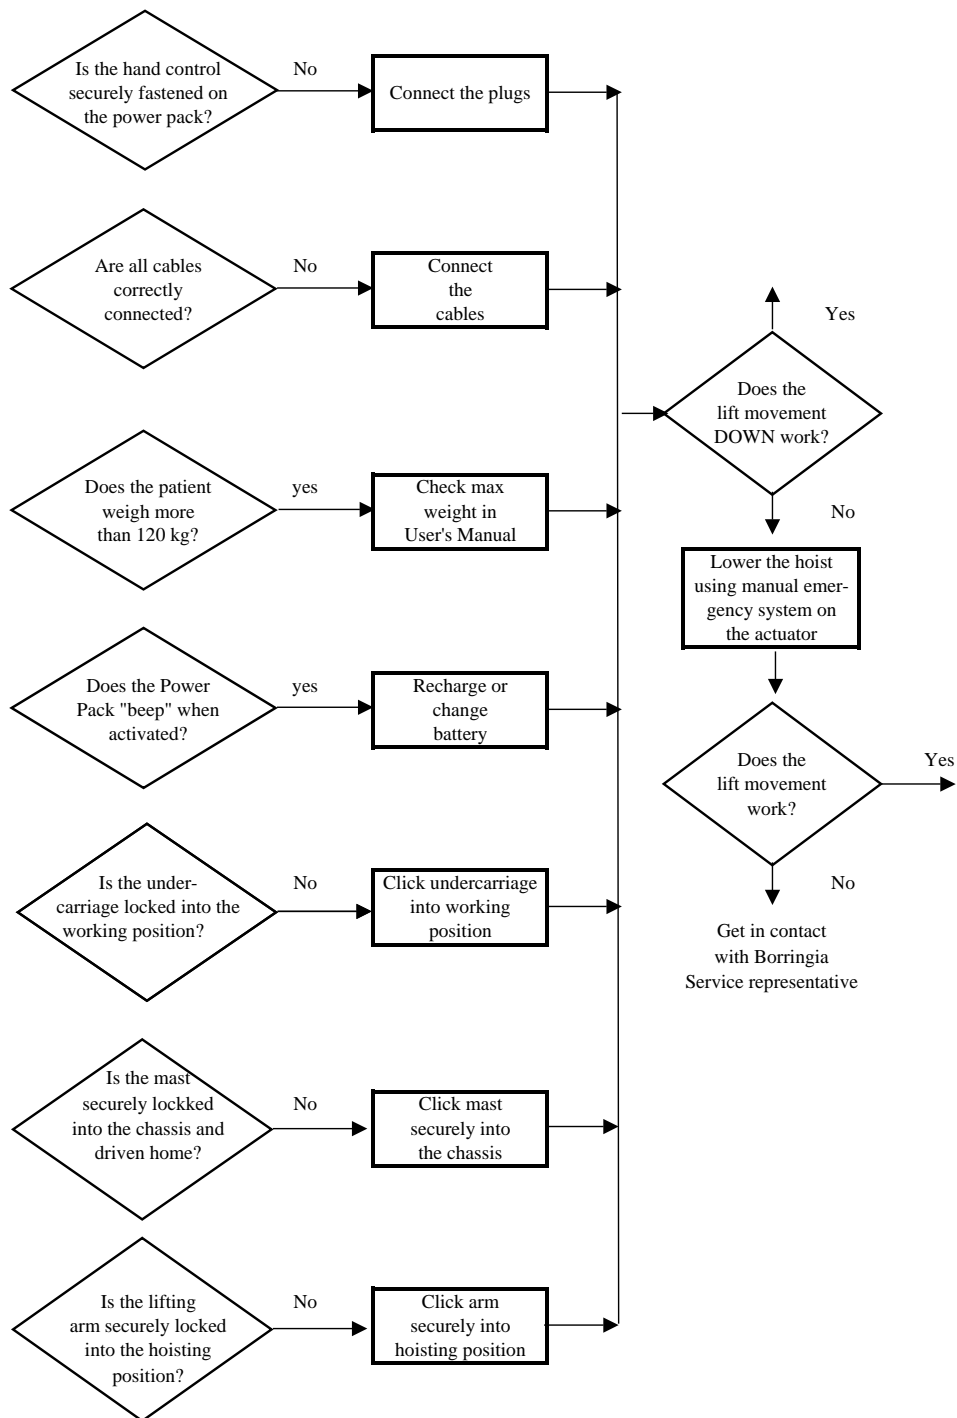 Is the hand control
securely fastened on
the power pack?
No
Connect the plugs
Are all cables
correctly
connected?
No
Connect
the
cables
Yes
Does the
lift movement
DOWN work?
Does the patient
weigh more
than 120 kg?
yes
Check max
weight in
User's Manual
No
Lower the hoist
using manual emer-
gency system on
the actuator
Does the Power
Pack "beep" when
activated?
yes
Recharge or
change
battery
Does the
lift movement
work?
Yes
No
Get in contact
with Borringia
Service representative
Is the under-
carriage locked into the
working position?
No
Click undercarriage
into working
position
Is the mast
securely lockked
into the chassis and
driven home?
No
Click mast
securely into
the chassis
Is the lifting
arm securely locked
into the hoisting
position?
No
Click arm
securely into
hoisting position